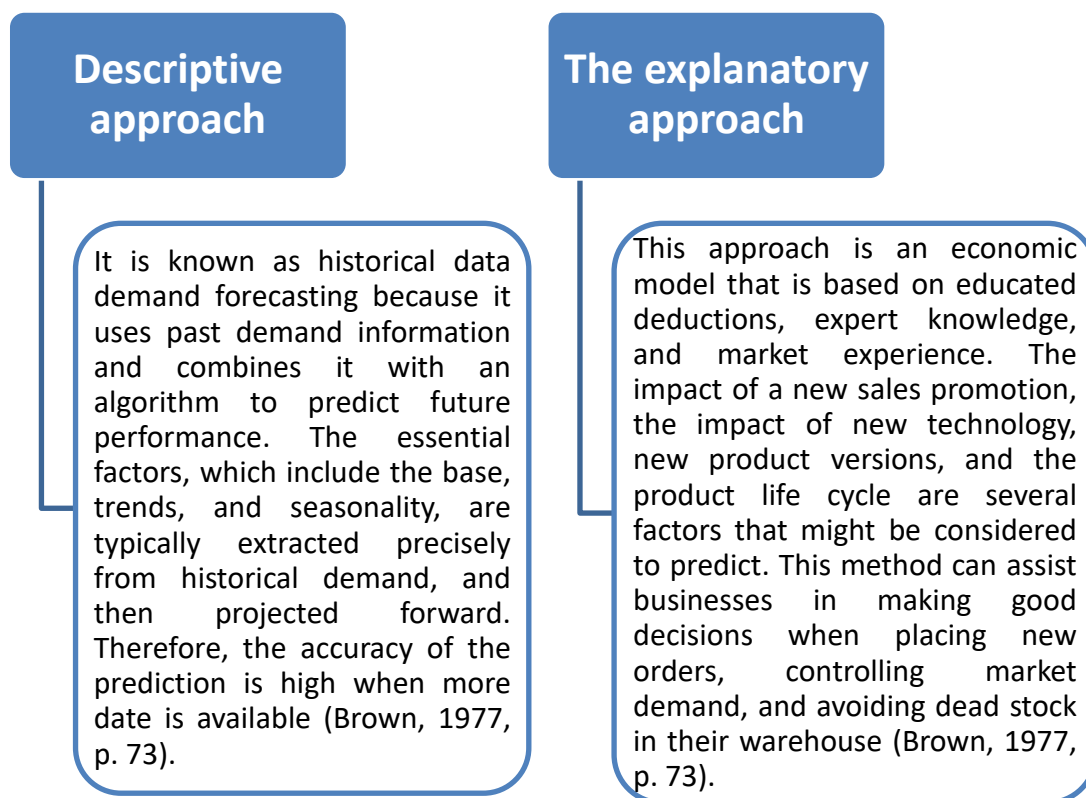 Descriptive
approach
It is known as historical data
demand forecasting because it
uses past demand information
and combines it with an
algorithm to predict future
performance. The essential
factors, which include the base,
trends, and seasonality, are
typically extracted precisely
from historical demand, and
then projected forward.
Therefore, the accuracy of the
prediction is high when more
date is available (Brown, 1977,
p. 73).
The explanatory
approach
This approach is an economic
model that is based on educated
deductions, expert knowledge,
and market experience. The
impact of a new sales promotion,
the impact of new technology,
new product versions, and the
product life cycle are several
factors that might be considered
to predict. This method can assist
businesses in making good
decisions when placing new
orders, controlling market
demand, and avoiding dead stock
in their warehouse (Brown, 1977,
p. 73).